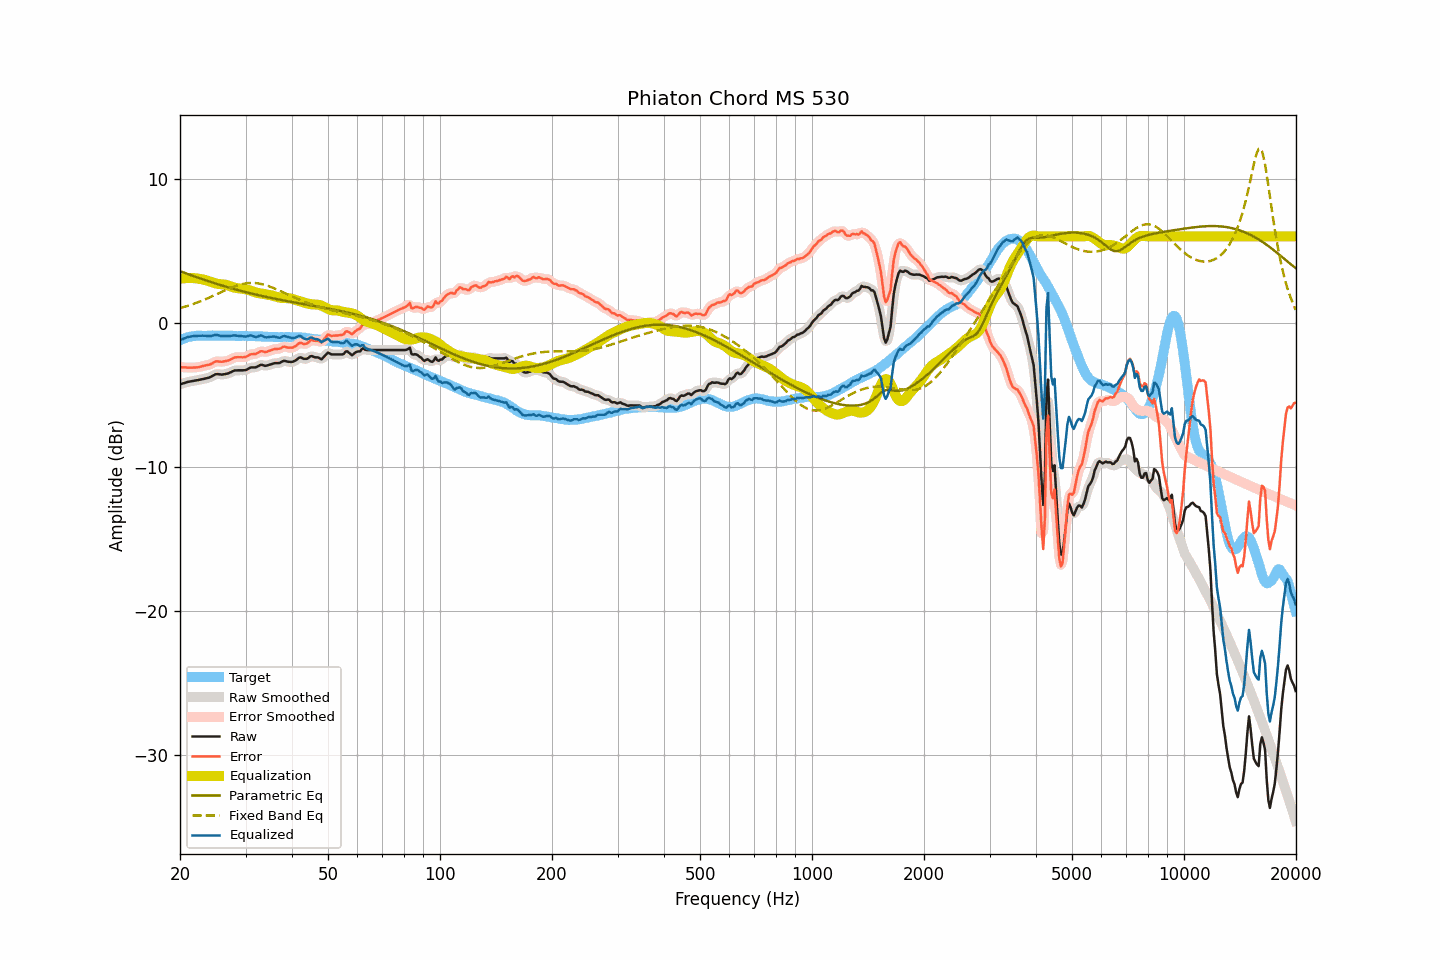 Phiaton Chord MS 530
Amplitude (dBr)
10
0
−10
−20
−30
Target
Raw Smoothed
Error Smoothed
Raw
Error
Equalization
Parametric Eq
Fixed Band Eq
Equalized
20 50 100 200 500 1000 2000 5000 10000 20000
Frequency (Hz)